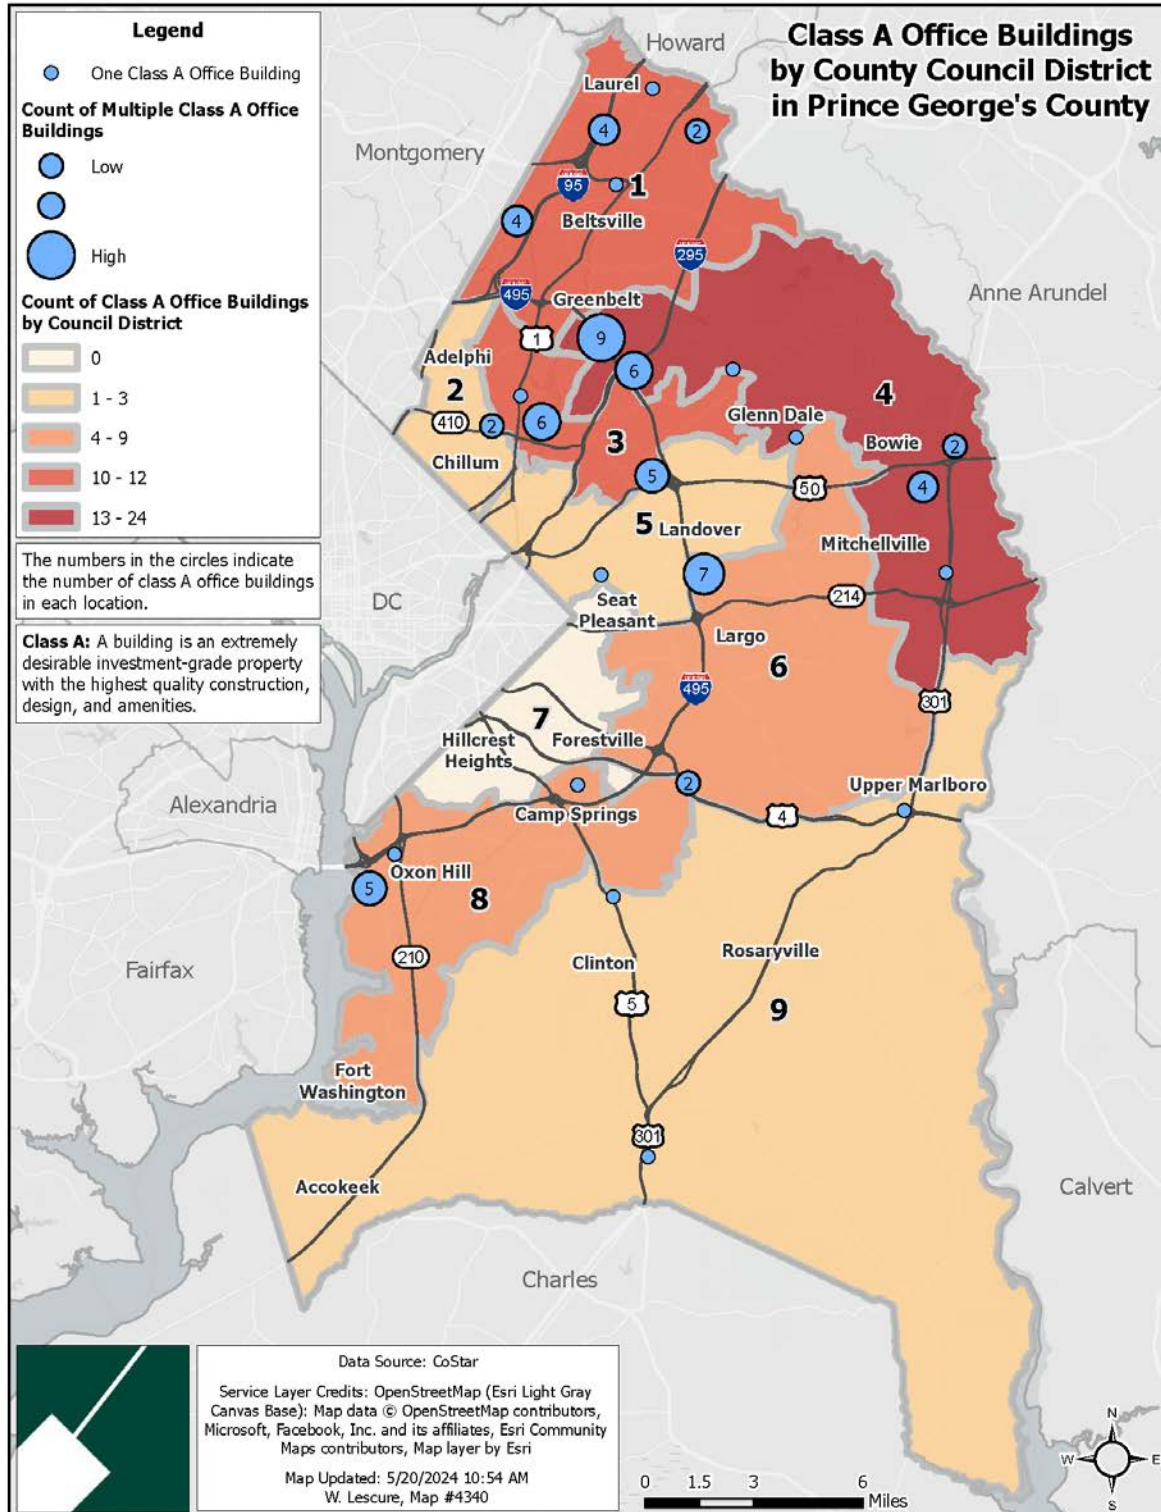 Class A Office Buildings
by County Council District
in Prince George's County
Legend
One Class A Office Building
Count of Multiple Class A Office
Buildings
Low
High
Count of Class A Office Buildings
by Council District
0
1 - 3
4 - 9
10 - 12
13 - 24
The numbers in the circles indicate
the number of class A office buildings
in each location.
Class A: A building is an extremely
desirable investment-grade property
with the highest quality construction,
design, and amenities.
Howard
Laurel
4
2
Montgomery
95
1
4
Beltsville
295
495
Greenbelt
Anne Arundel
9
1
Adelphi
6
2
4
410
2
6
Glenn Dale
3
Bowie
2
Chillum
5
50
4
5
Landover
Mitchellville
7
DC
Seat
Pleasant
214
Largo
6
495
301
7
Hillcrest
Heights
Forestville
2
Upper Marlboro
Alexandria
Camp Springs
4
Oxon Hill
5
8
210
Fairfax
Clinton
Rosaryville
5
9
Fort
Washington
301
Accokeek
Calvert
Charles
Data Source: CoStar
Service Layer Credits: OpenStreetMap (Esri Light Gray
Canvas Base): Map data © OpenStreetMap contributors,
Microsoft, Facebook, Inc. and its affiliates, Esri Community
Maps contributors, Map layer by Esri
Map Updated: 5/20/2024 10:54 AM
W. Lescure, Map #4340
0 1.5 3 6
Miles
N
W E
S